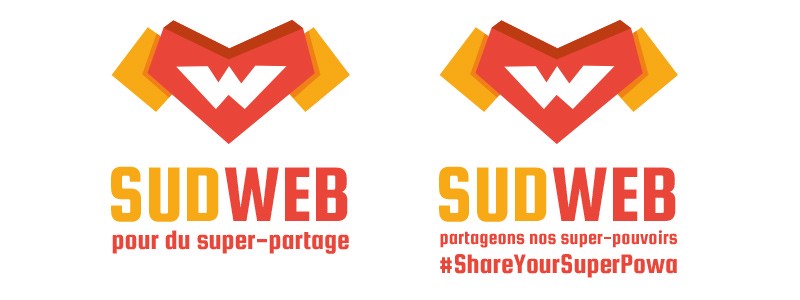 W
SUDWEB
pour du super-partage
W
SUDWEB
partageons nos super-pouvoirs
#ShareYourSuperPowa